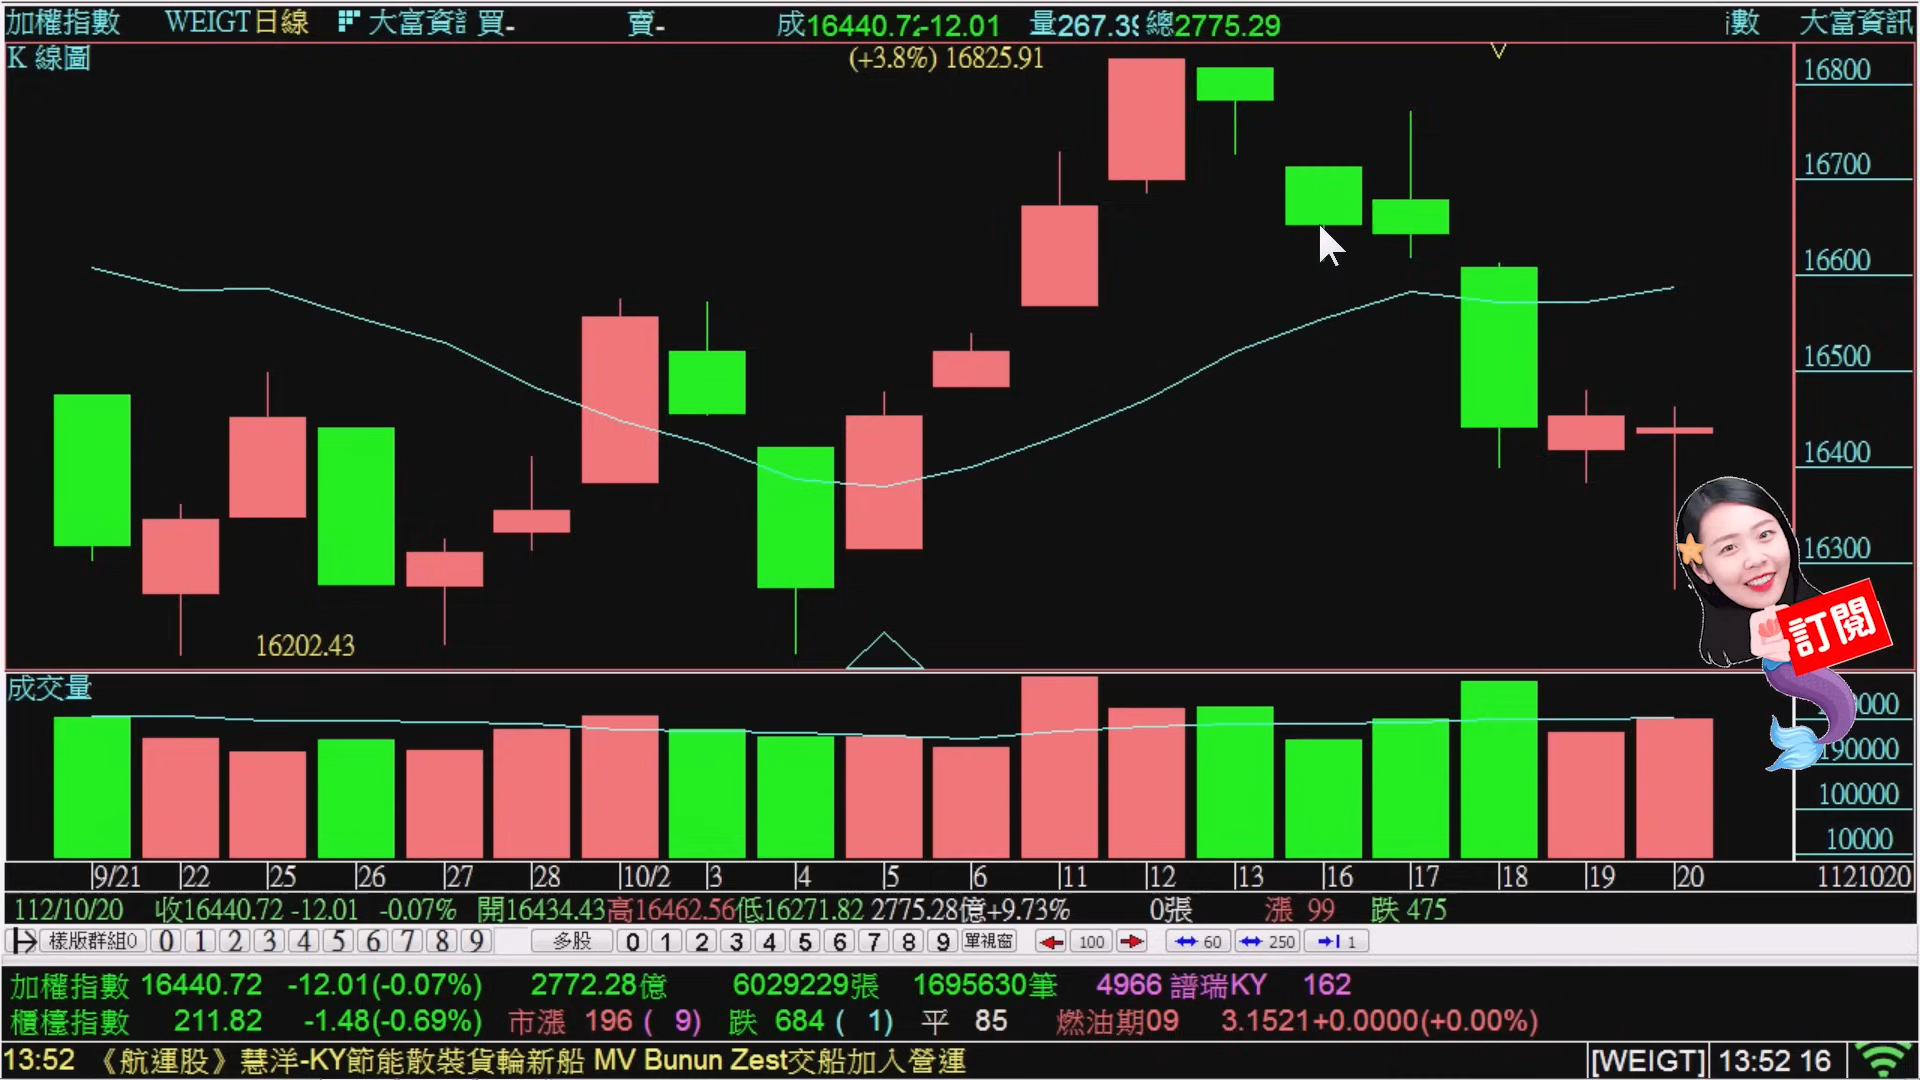 加權指數 WEIGT日線 大富資訊 買- 賣- 成16440.72-12.01 量267.39 總2775.29 數 大富資訊
K 線圖
(+3.8%) 16825.91
16800
16700
16600
16500
16400
16300
16202.43
訂閱
成交量
190000
100000
10000
9/21 22 25 26 27 28 10/2 3 4 5 6 11 12 13 16 17 18 19 20 1121020
112/10/20 收16440.72 -12.01 -0.07% 開16434.43高16462.56低16271.82 2775.28億+9.73% 0張 漲 99 跌 475
樣版群組0 0 1 2 3 4 5 6 7 8 9 多股 0 1 2 3 4 5 6 7 8 9 單視窗 100 60 250 1
加權指數 16440.72 -12.01(-0.07%) 2772.28億 6029229張 1695630筆 4966 譜瑞KY 162
櫃檯指數 211.82 -1.48(-0.69%) 市漲 196 ( 9) 跌 684 ( 1) 平 85 燃油期09 3.1521+0.0000(+0.00%)
13:52 《航運股》慧洋-KY節能散裝貨輪新船 MV Bunun Zest交船加入營運 [WEIGT] 13:52 16